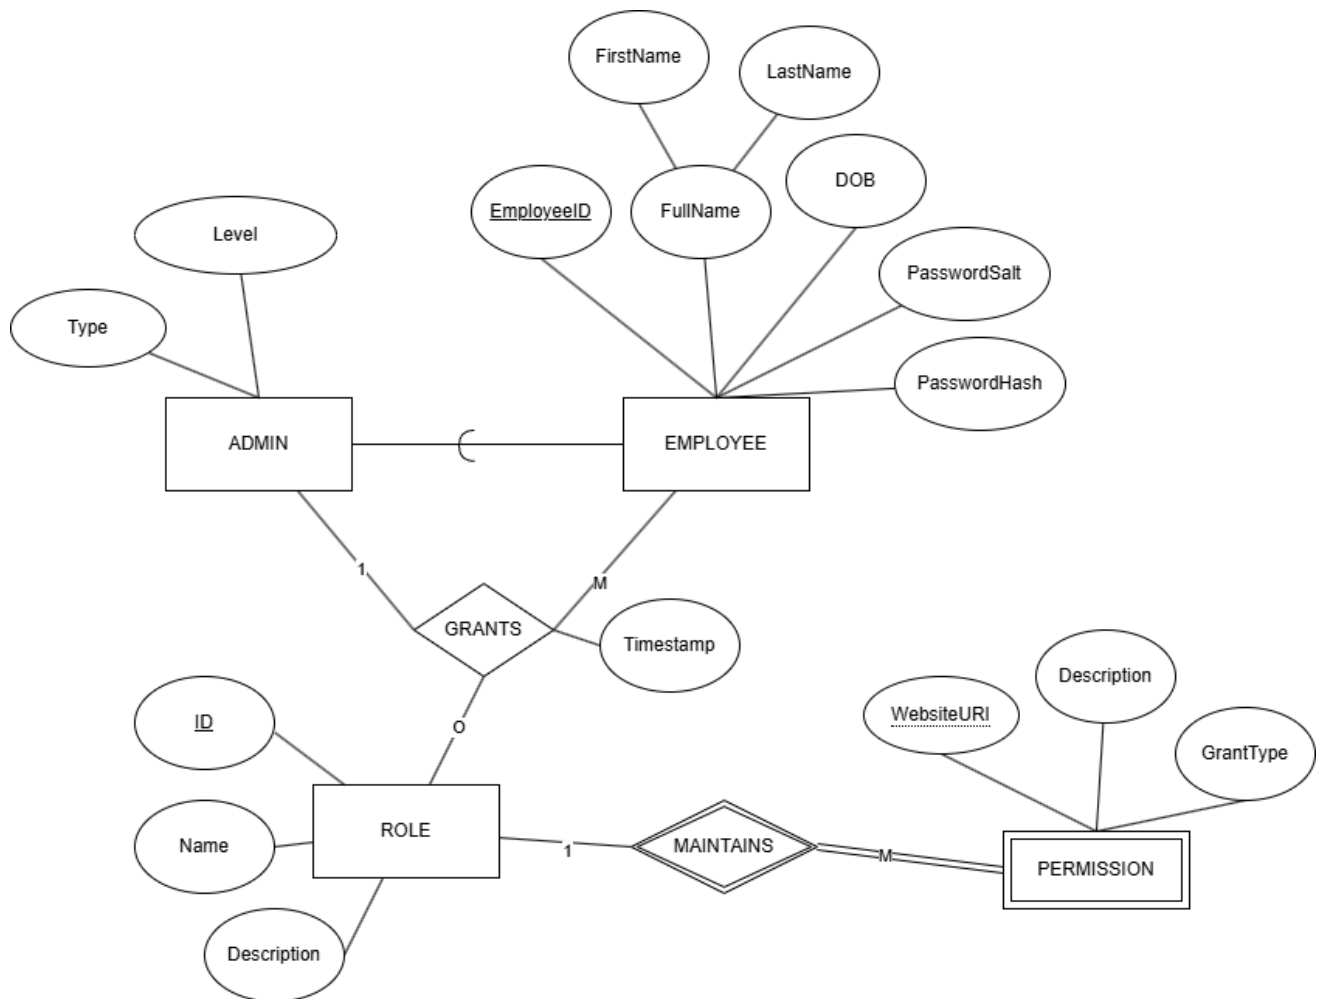 FirstName
LastName
DOB
EmployeeID
FullName
Level
PasswordSalt
Type
PasswordHash
ADMIN
EMPLOYEE
1
M
GRANTS
Timestamp
Description
ID
WebsiteURI
O
GrantType
ROLE
Name
1
MAINTAINS
M
PERMISSION
Description